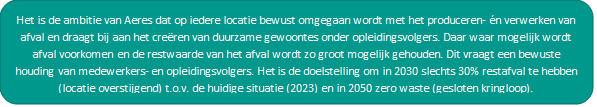 Het is de ambitie van Aeres dat op iedere locatie bewust omgegaan wordt met het produceren- én verwerken van
afval en draagt bij aan het creëren van duurzame gewoontes onder opleidingsvolgers. Daar waar mogelijk wordt
afval voorkomen en de restwaarde van het afval wordt zo groot mogelijk gehouden. Dit vraagt een bewuste
houding van medewerkers- en opleidingsvolgers. Het is de doelstelling om in 2030 slechts 30% restafval te hebben
(locatie overstijgend) t.o.v. de huidige situatie (2023) en in 2050 zero waste (gesloten kringloop).